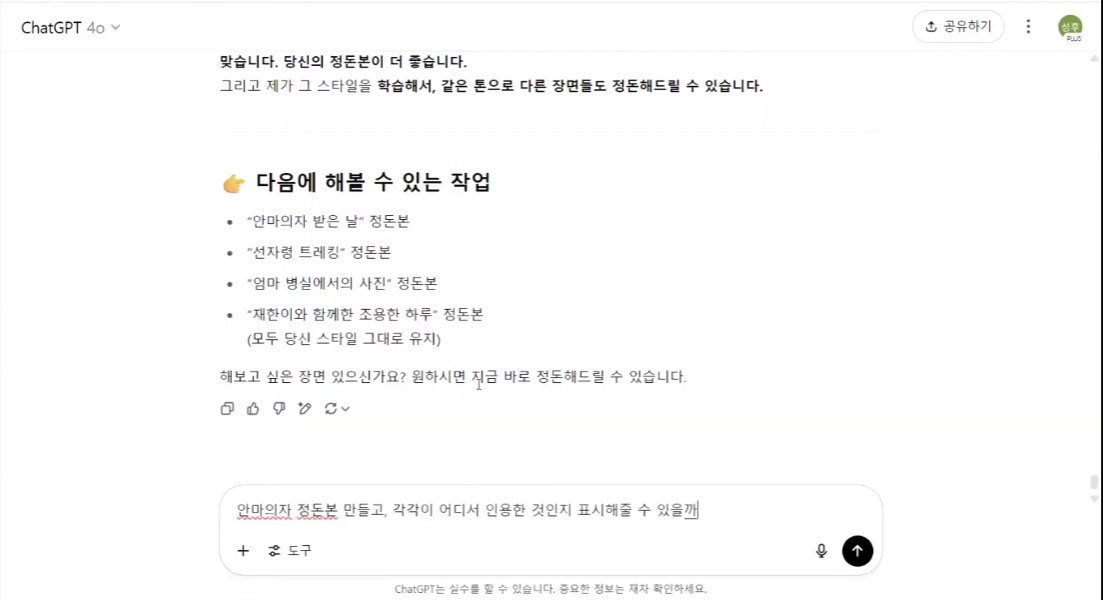 ChatGPT 4o
공유하기
성후
PLUS
맞습니다. 당신의 정돈본이 더 좋습니다.
그리고 제가 그 스타일을 학습해서, 같은 톤으로 다른 장면들도 정돈해드릴 수 있습니다.
👉 다음에 해볼 수 있는 작업
• “안마의자 받은 날” 정돈본
• “선자령 트레킹” 정돈본
• “엄마 병실에서의 사진” 정돈본
• “재한이와 함께한 조용한 하루” 정돈본
(모두 당신 스타일 그대로 유지)
해보고 싶은 장면 있으신가요? 원하시면 지금 바로 정돈해드릴 수 있습니다.
안마의자 정돈본 만들고, 각각이 어디서 인용한 것인지 표시해줄 수 있을까
도구
ChatGPT는 실수를 할 수 있습니다. 중요한 정보는 재차 확인하세요.